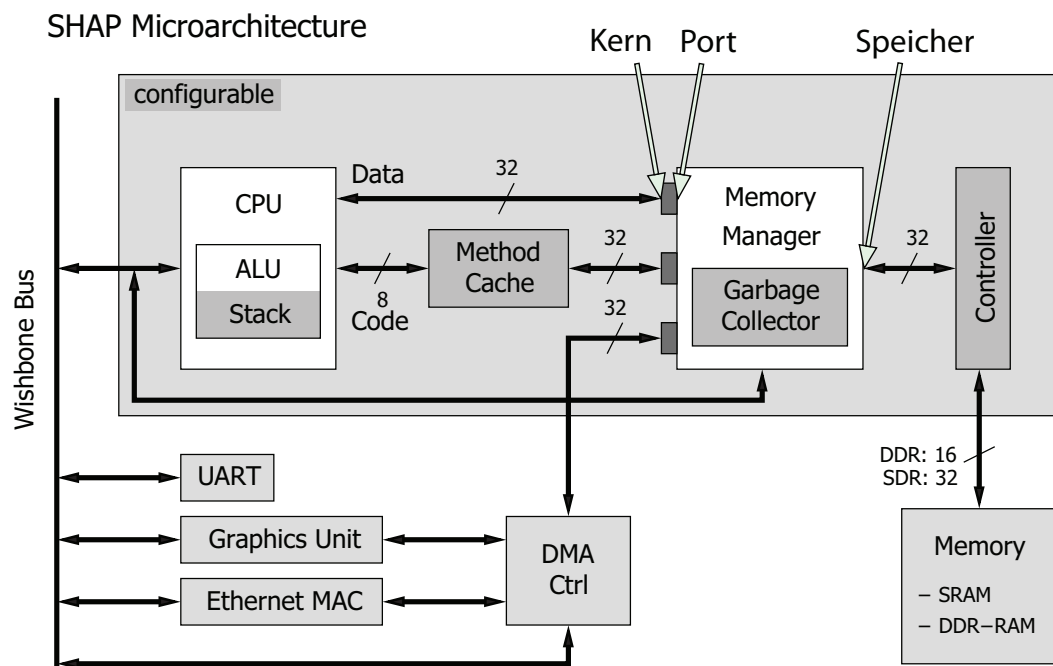 SHAP Microarchitecture
Kern
Port
Speicher
configurable
Data
32
CPU
Memory
Manager
ALU
Stack
8
Code
Method
Cache
32
32
Garbage
Collector
32
Controller
Wishbone Bus
DDR: 16
SDR: 32
UART
Graphics Unit
Ethernet MAC
DMA
Ctrl
Memory
– SRAM
– DDR–RAM